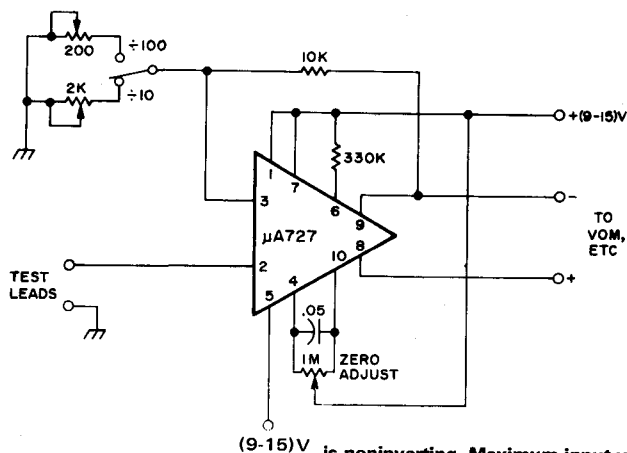 200
÷100
2K
÷10
10K
+(9-15)V
330K
1
7
6
3
9
μA727
8
2
10
4
5
−
TO
VOM,
ETC
+
TEST
LEADS
.05
1M
ZERO
ADJUST
(9-15)V
is noninverting. Maximum input v